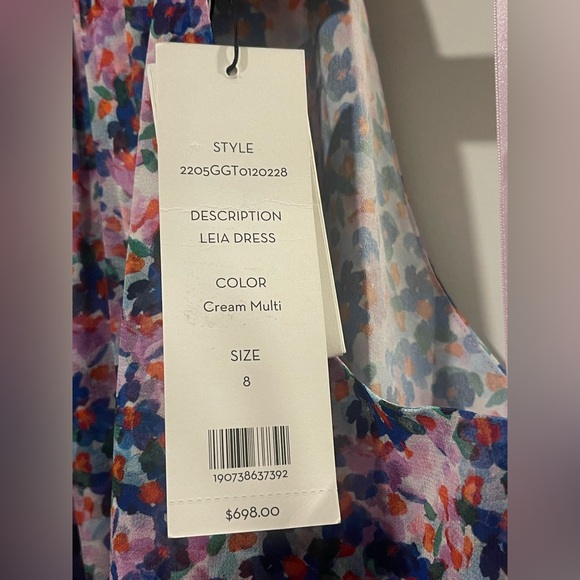 STYLE
2205GGT0120228
DESCRIPTION
LEIA DRESS
COLOR
Cream Multi
SIZE
8
190738637392
$698.00